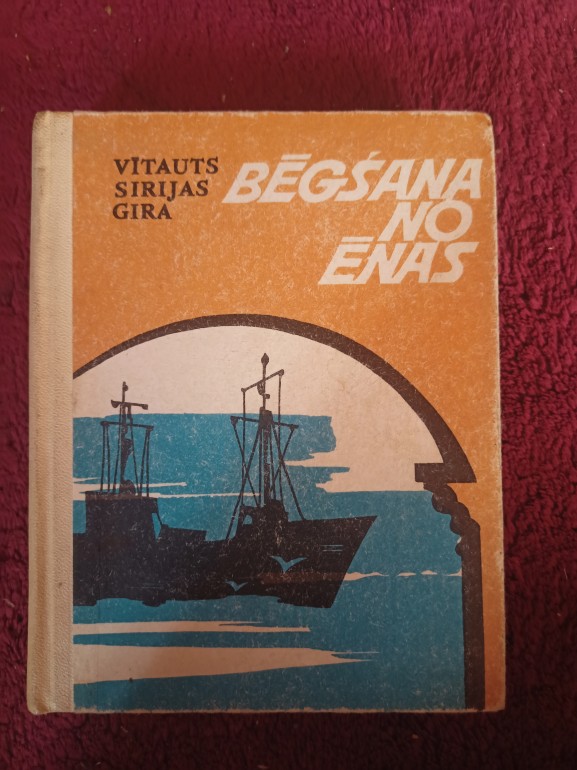 VĪTAUTS
SIRIJAS
GIRA
BĒGŠANA
NO
ĒNAS